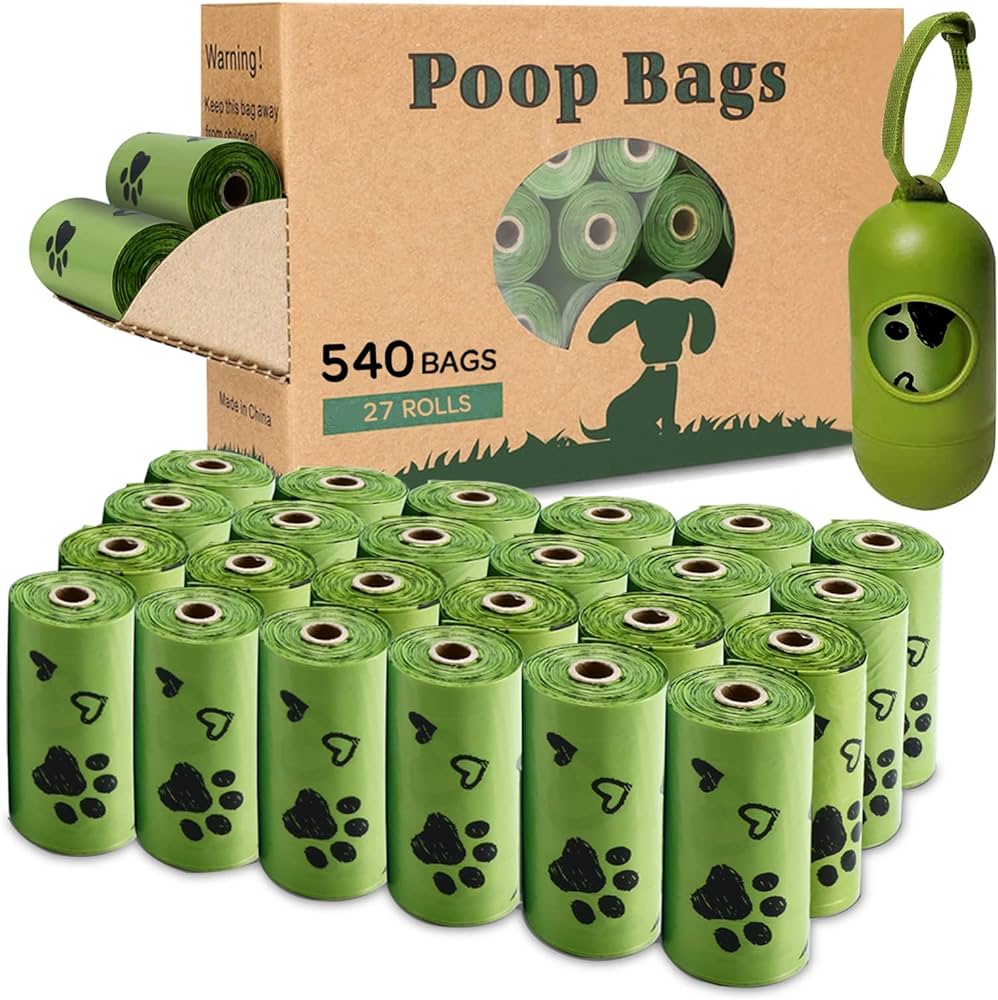 Warning!
Keep this bag away
from children!
Poop Bags
540 BAGS
27 ROLLS
Made in China